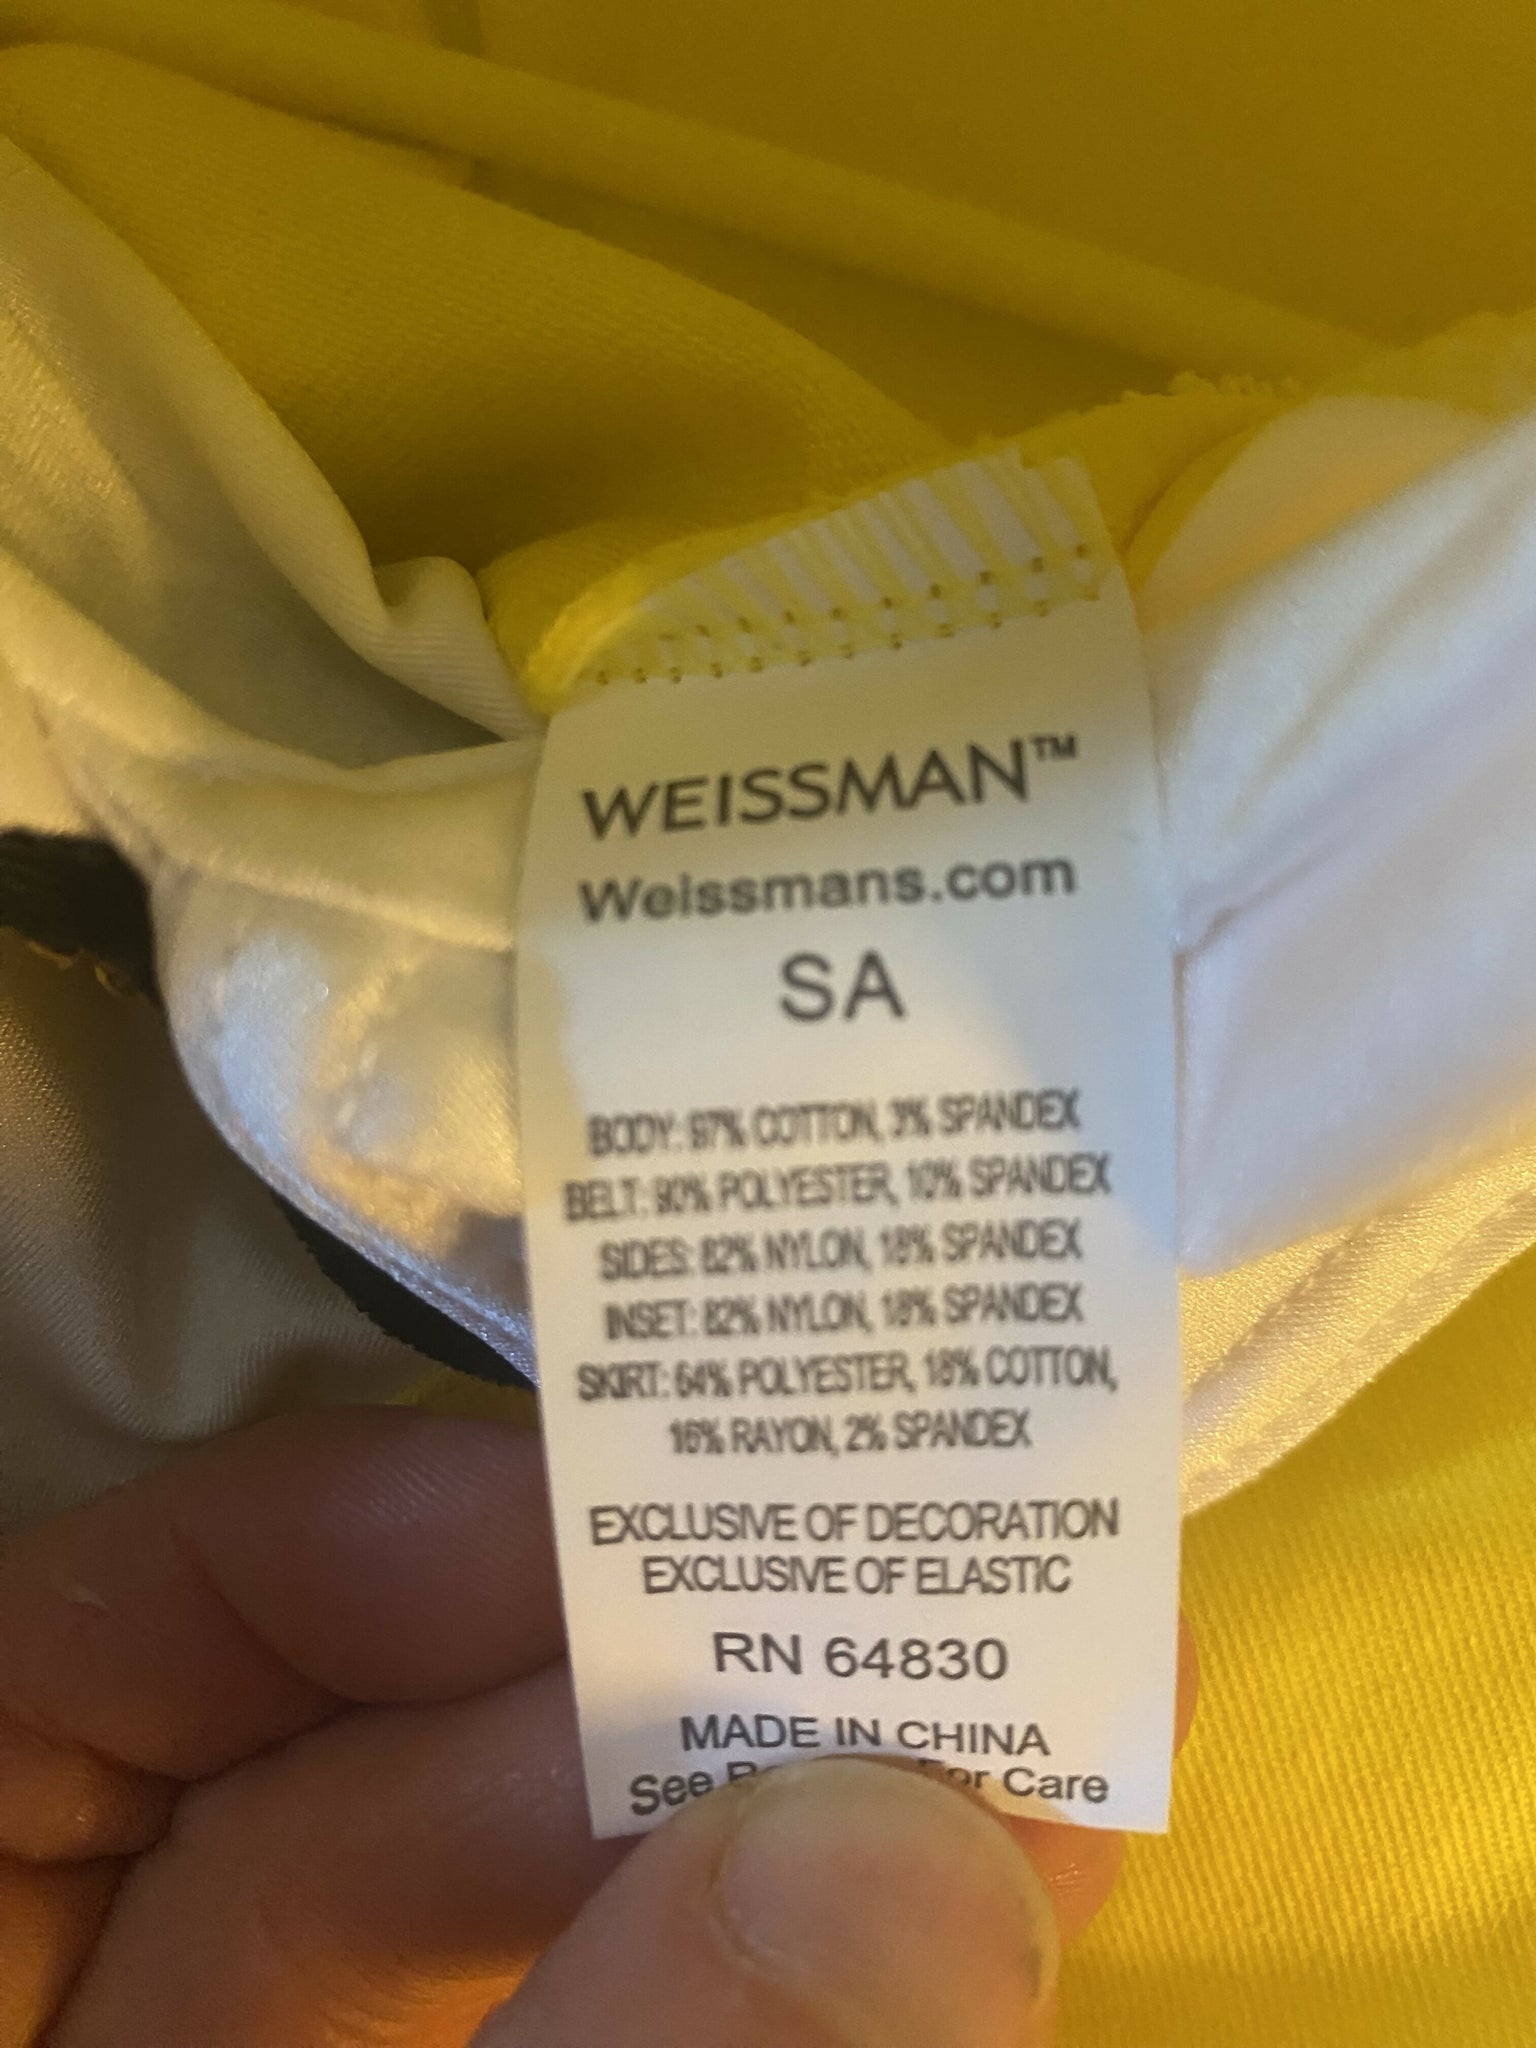 WEISSMAN™
Weissmans.com
SA
BODY: 97% COTTON, 3% SPANDEX
BELT: 90% POLYESTER, 10% SPANDEX
SIDES: 82% NYLON, 18% SPANDEX
INSET: 82% NYLON, 18% SPANDEX
SKIRT: 64% POLYESTER, 18% COTTON,
16% RAYON, 2% SPANDEX
EXCLUSIVE OF DECORATION
EXCLUSIVE OF ELASTIC
RN 64830
MADE IN CHINA
See For Care